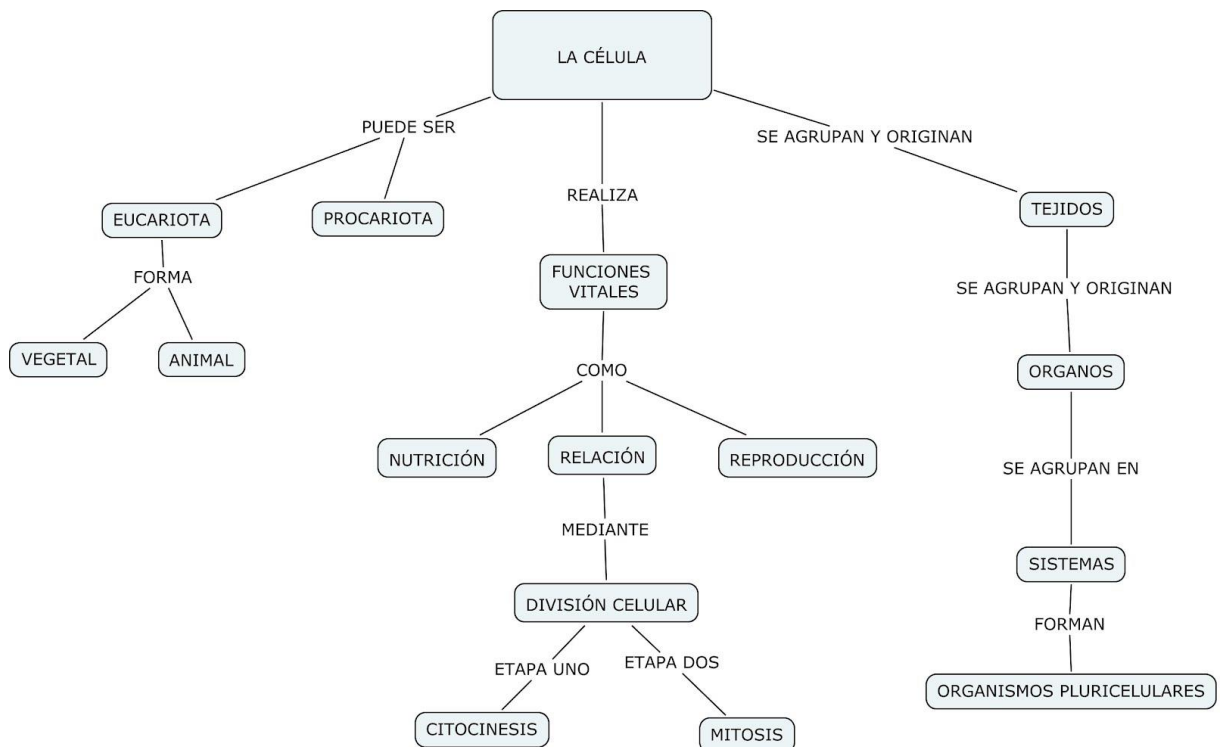 LA CÉLULA
PUEDE SER
SE AGRUPAN Y ORIGINAN
REALIZA
EUCARIOTA
PROCARIOTA
TEJIDOS
FORMA
FUNCIONES
VITALES
SE AGRUPAN Y ORIGINAN
VEGETAL
ANIMAL
COMO
ORGANOS
NUTRICIÓN
RELACIÓN
REPRODUCCIÓN
SE AGRUPAN EN
MEDIANTE
SISTEMAS
DIVISIÓN CELULAR
FORMAN
ETAPA UNO
ETAPA DOS
ORGANISMOS PLURICELULARES
CITOCINESIS
MITOSIS